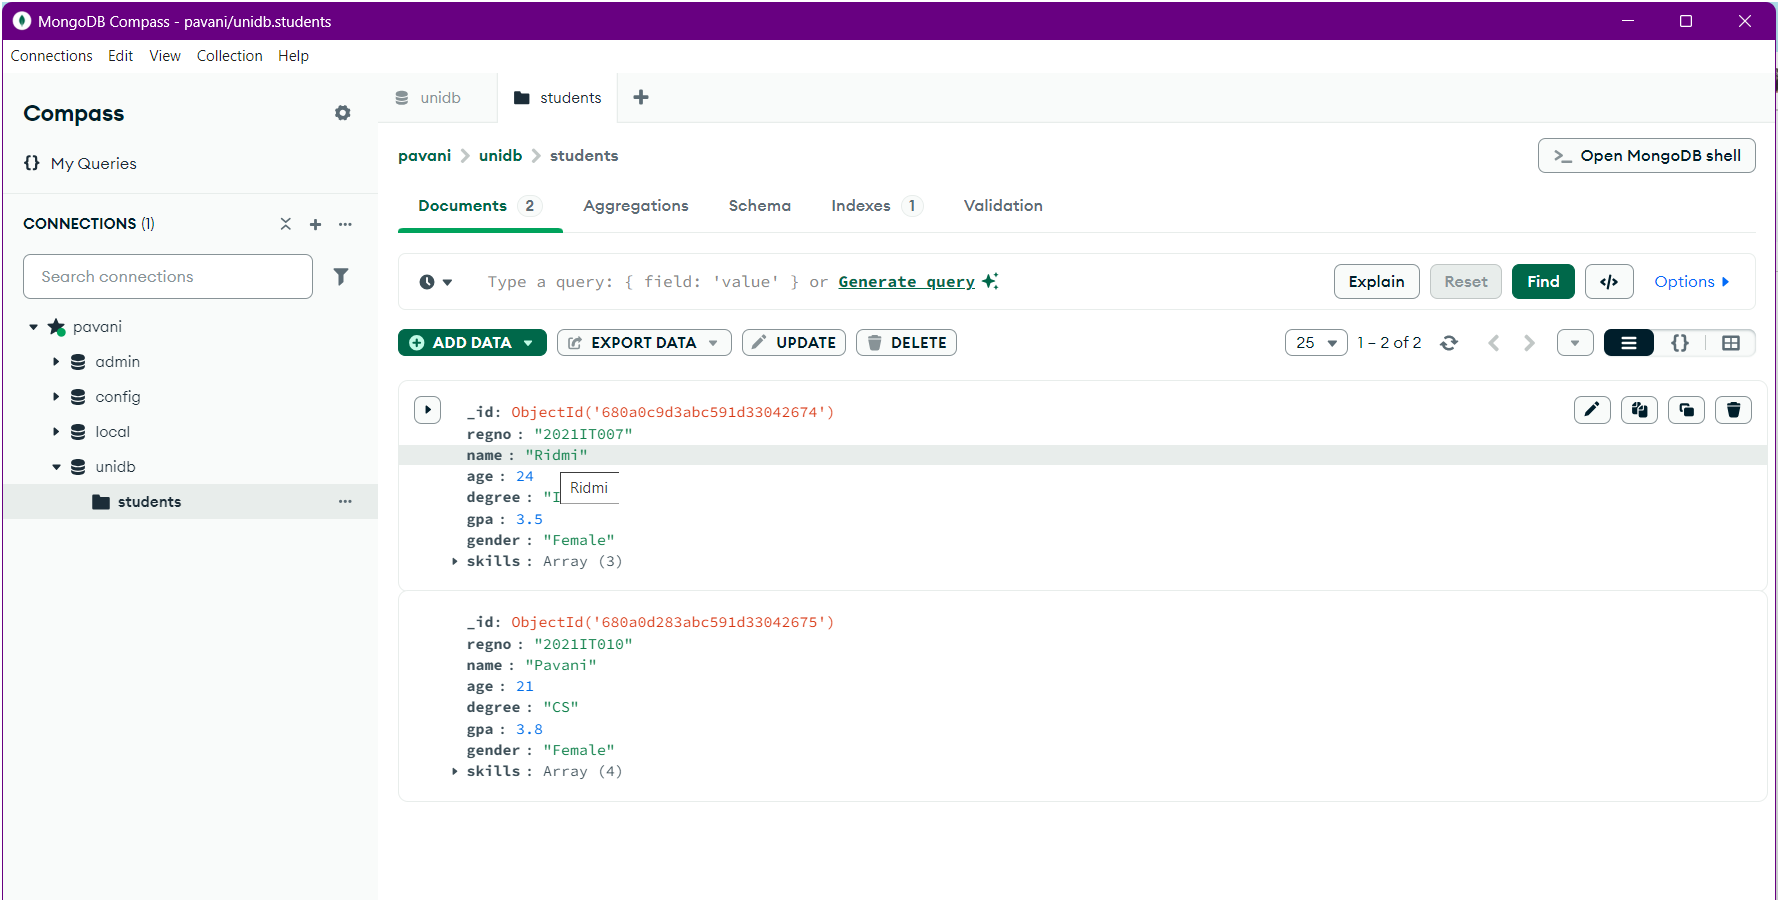 MongoDB Compass - pavani/unidb.students
Connections Edit View Collection Help
Compass
{} My Queries
CONNECTIONS (1)
Search connections
pavani
admin
config
local
unidb
students
unidb
students
pavani > unidb > students
>_ Open MongoDB shell
Documents 2 Aggregations Schema Indexes 1 Validation
Type a query: { field: 'value' } or Generate query
Explain Reset Find </> Options
ADD DATA EXPORT DATA UPDATE DELETE
25 1 – 2 of 2 {}
_id: ObjectId('680a0c9d3abc591d33042674')
regno : "2021IT007"
name : "Ridmi"
age : 24
degree : "I
Ridmi
gpa : 3.5
gender : "Female"
skills : Array (3)
_id: ObjectId('680a0d283abc591d33042675')
regno : "2021IT010"
name : "Pavani"
age : 21
degree : "CS"
gpa : 3.8
gender : "Female"
skills : Array (4)